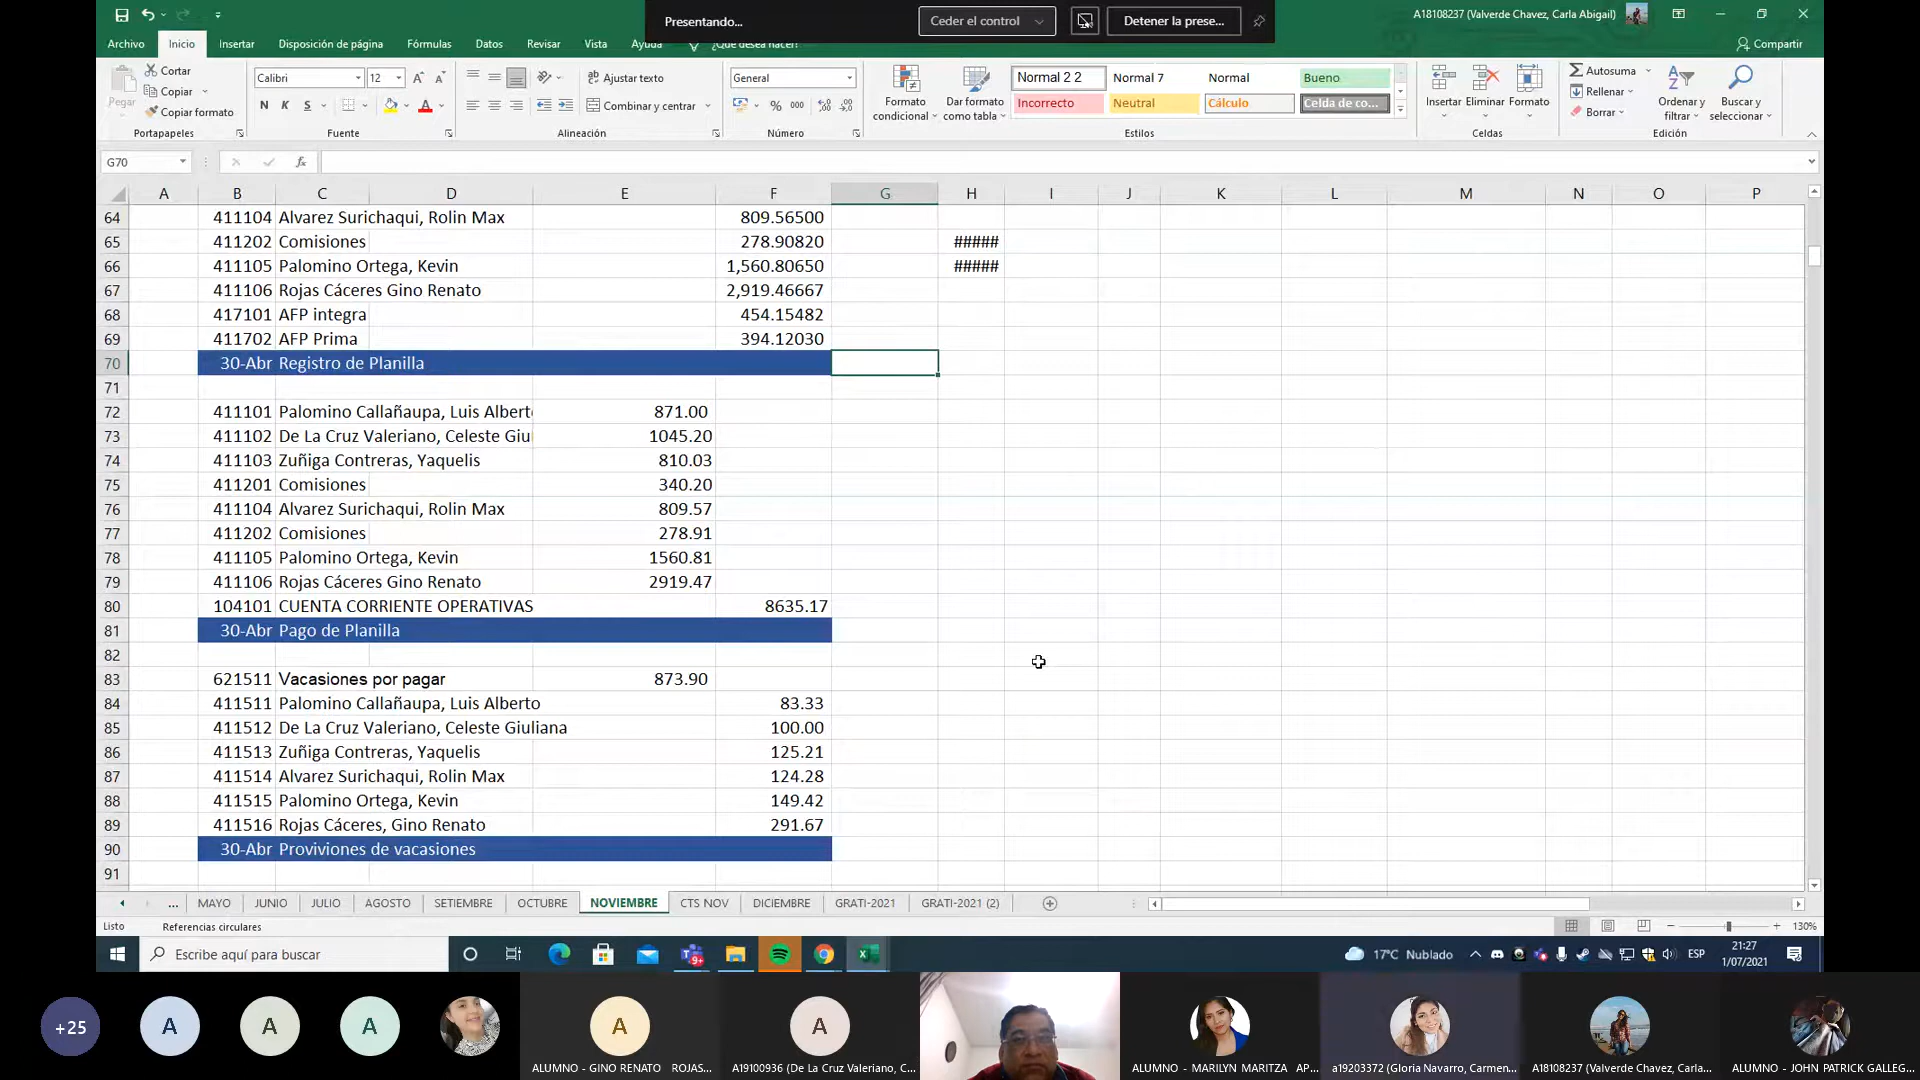 Presentando...
Ceder el control
Detener la prese...
A18108237 (Valverde Chavez, Carla Abigail)
Archivo Inicio Insertar Disposición de página Fórmulas Datos Revisar Vista Ayuda ¿Qué desea hacer?
Compartir
Pegar
Cortar
Copiar
Copiar formato
Calibri 12
N K S
Ajustar texto
Combinar y centrar
General
% 000
Formato condicional
Dar formato como tabla
Normal 2 2 Normal 7 Normal Bueno
Incorrecto Neutral Cálculo Celda de co...
Insertar Eliminar Formato
Autosuma
Rellenar
Borrar
Ordenar y filtrar
Buscar y seleccionar
Portapapeles Fuente Alineación Número Estilos Celdas Edición
G70 fx
A B C D E F G H I J K L M N O P
64 411104 Alvarez Surichaqui, Rolin Max 809.56500
65 411202 Comisiones 278.90820 #####
66 411105 Palomino Ortega, Kevin 1,560.80650 #####
67 411106 Rojas Cáceres Gino Renato 2,919.46667
68 417101 AFP integra 454.15482
69 411702 AFP Prima 394.12030
70 30-Abr Registro de Planilla
71
72 411101 Palomino Callañaupa, Luis Albert
73 411102 De La Cruz Valeriano, Celeste Giu 1045.20
871.00
74 411103 Zuñiga Contreras, Yaquelis 810.03
75 411201 Comisiones 340.20
76 411104 Alvarez Surichaqui, Rolin Max 809.57
77 411202 Comisiones 278.91
78 411105 Palomino Ortega, Kevin 1560.81
79 411106 Rojas Cáceres Gino Renato 2919.47
80 104101 CUENTA CORRIENTE OPERATIVAS 8635.17
81 30-Abr Pago de Planilla
82
83 621511 Vacasiones por pagar 873.90
84 411511 Palomino Callañaupa, Luis Alberto 83.33
85 411512 De La Cruz Valeriano, Celeste Giuliana 100.00
86 411513 Zuñiga Contreras, Yaquelis 125.21
87 411514 Alvarez Surichaqui, Rolin Max 124.28
88 411515 Palomino Ortega, Kevin 149.42
89 411516 Rojas Cáceres, Gino Renato 291.67
90 30-Abr Proviviones de vacasiones
91
... MAYO JUNIO JULIO AGOSTO SETIEMBRE OCTUBRE NOVIEMBRE CTS NOV DICIEMBRE GRATI-2021 GRATI-2021 (2)
Listo Referencias circulares 130%
Escribe aquí para buscar
9+
17°C Nublado
ESP
21:27
1/07/2021
+25
A A A A A
ALUMNO - GINO RENATO ROJAS...
A19100936 (De La Cruz Valeriano, C...
ALUMNO - MARILYN MARITZA AP...
a19203372 (Gloria Navarro, Carmen...
A18108237 (Valverde Chavez, Carla...
ALUMNO - JOHN PATRICK GALLEG...